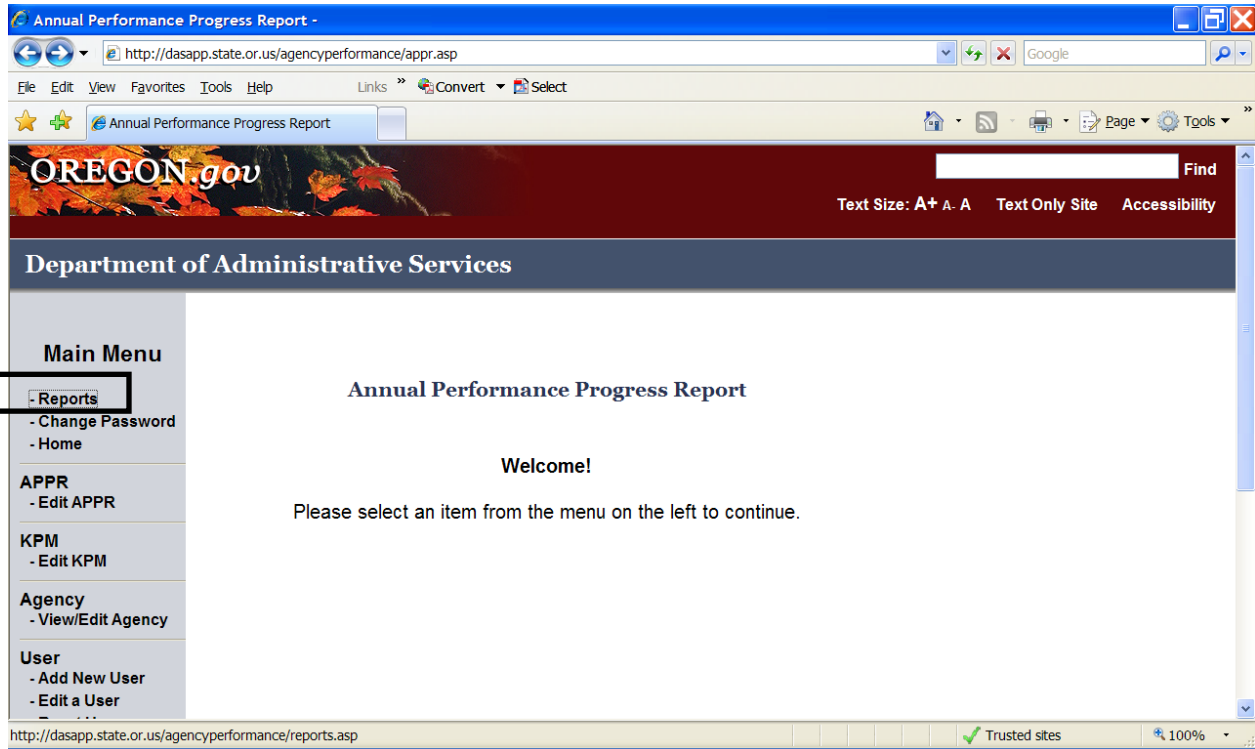 Annual Performance Progress Report -
http://dasapp.state.or.us/agencyperformance/appr.asp
Google
File Edit View Favorites Tools Help Links » Convert Select
Annual Performance Progress Report
Page Tools »
OREGON.gov
Find
Text Size: A+ A- A Text Only Site Accessibility
Department of Administrative Services
Main Menu
- Reports
- Change Password
- Home
APPR
- Edit APPR
KPM
- Edit KPM
Agency
- View/Edit Agency
User
- Add New User
- Edit a User
Annual Performance Progress Report
Welcome!
Please select an item from the menu on the left to continue.
http://dasapp.state.or.us/agencyperformance/reports.asp
Trusted sites
100%